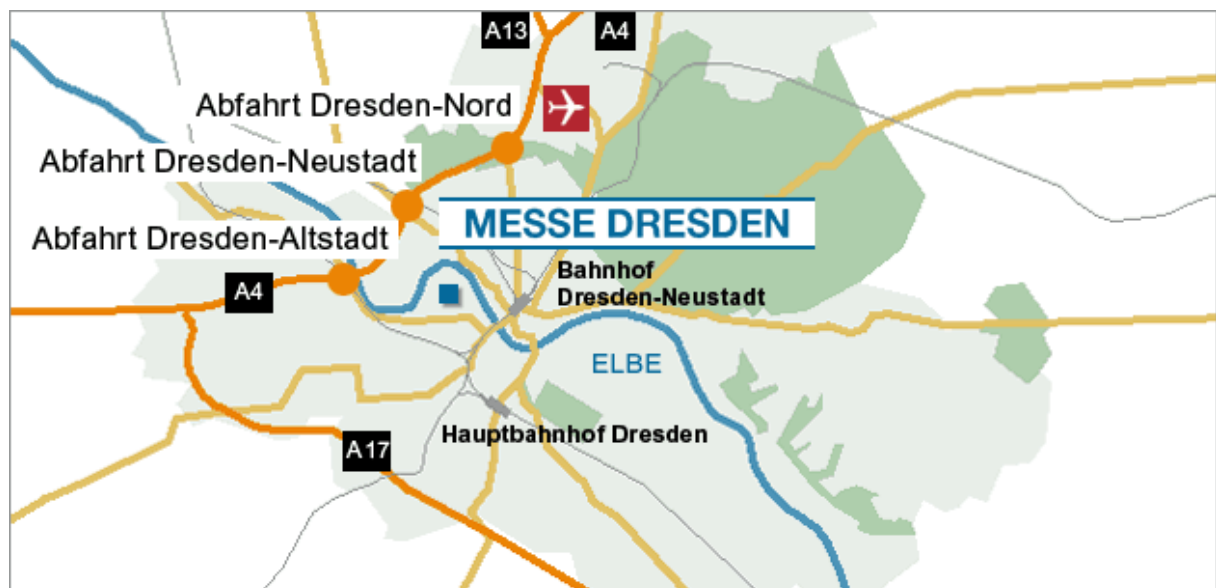 A13
A4
Abfahrt Dresden-Nord
Abfahrt Dresden-Neustadt
MESSE DRESDEN
Abfahrt Dresden-Altstadt
Bahnhof
Dresden-Neustadt
A4
ELBE
Hauptbahnhof Dresden
A17